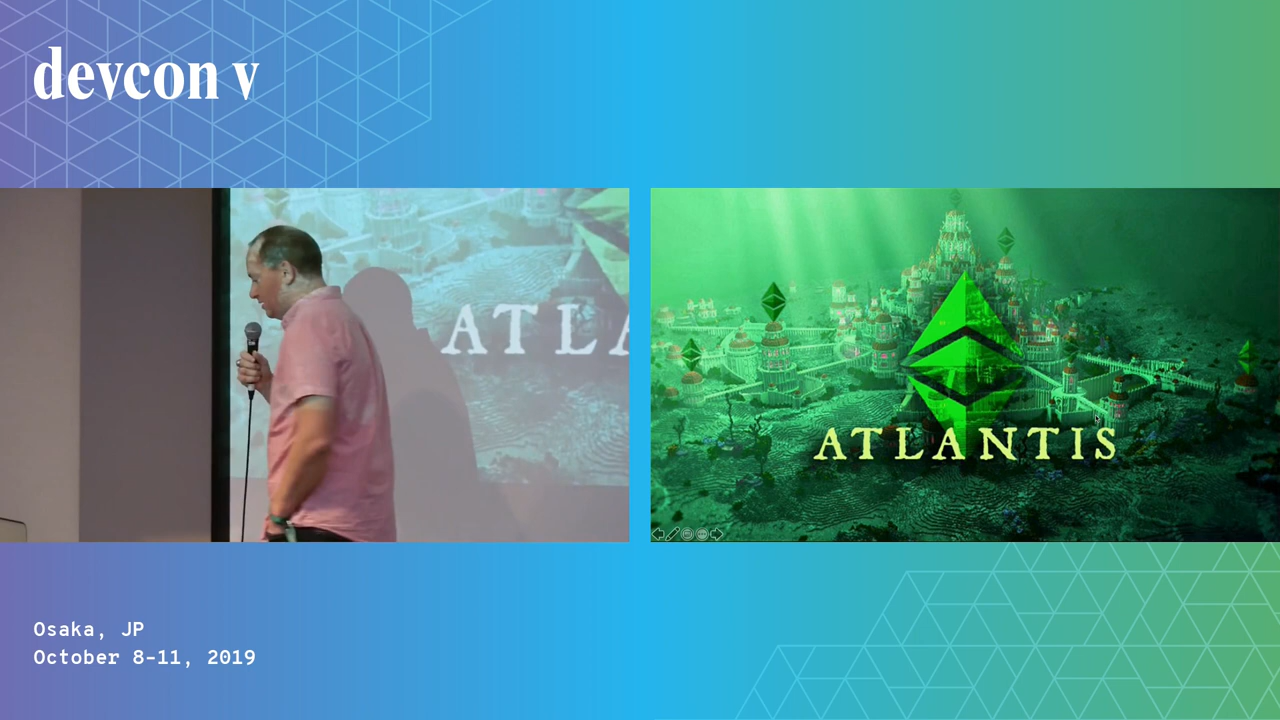 devcon v
ATLA
ATLANTIS
Osaka, JP
October 8-11, 2019